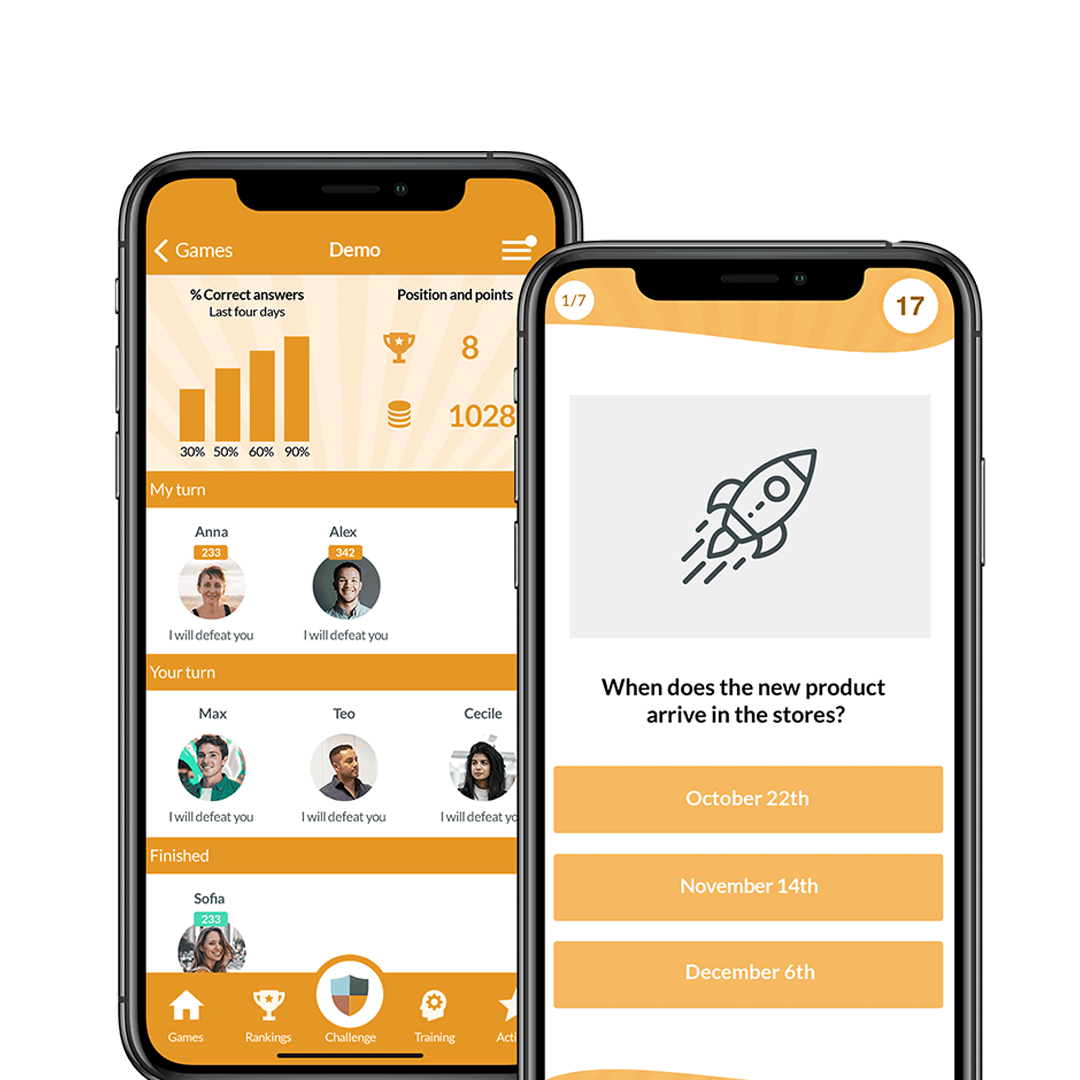 Games
Demo
% Correct answers
Last four days
Position and points
8
1028
30% 50% 60% 90%
My turn
Anna
233
I will defeat you
Alex
342
I will defeat you
Your turn
Max
I will defeat you
Teo
I will defeat you
Cecile
I will defeat yo
Finished
Sofia
233
Games
Rankings
Challenge
Training
Acti
1/7
17
When does the new product
arrive in the stores?
October 22th
November 14th
December 6th